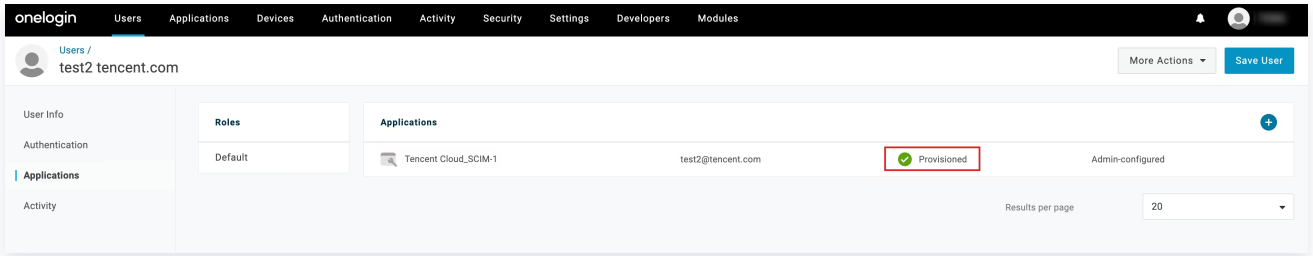 onelogin Users Applications Devices Authentication Activity Security Settings Developers Modules
Users /
test2 tencent.com
More Actions Save User
User Info
Authentication
Applications
Activity
Roles
Default
Applications
Tencent Cloud_SCIM-1 test2@tencent.com Provisioned Admin-configured
Results per page 20